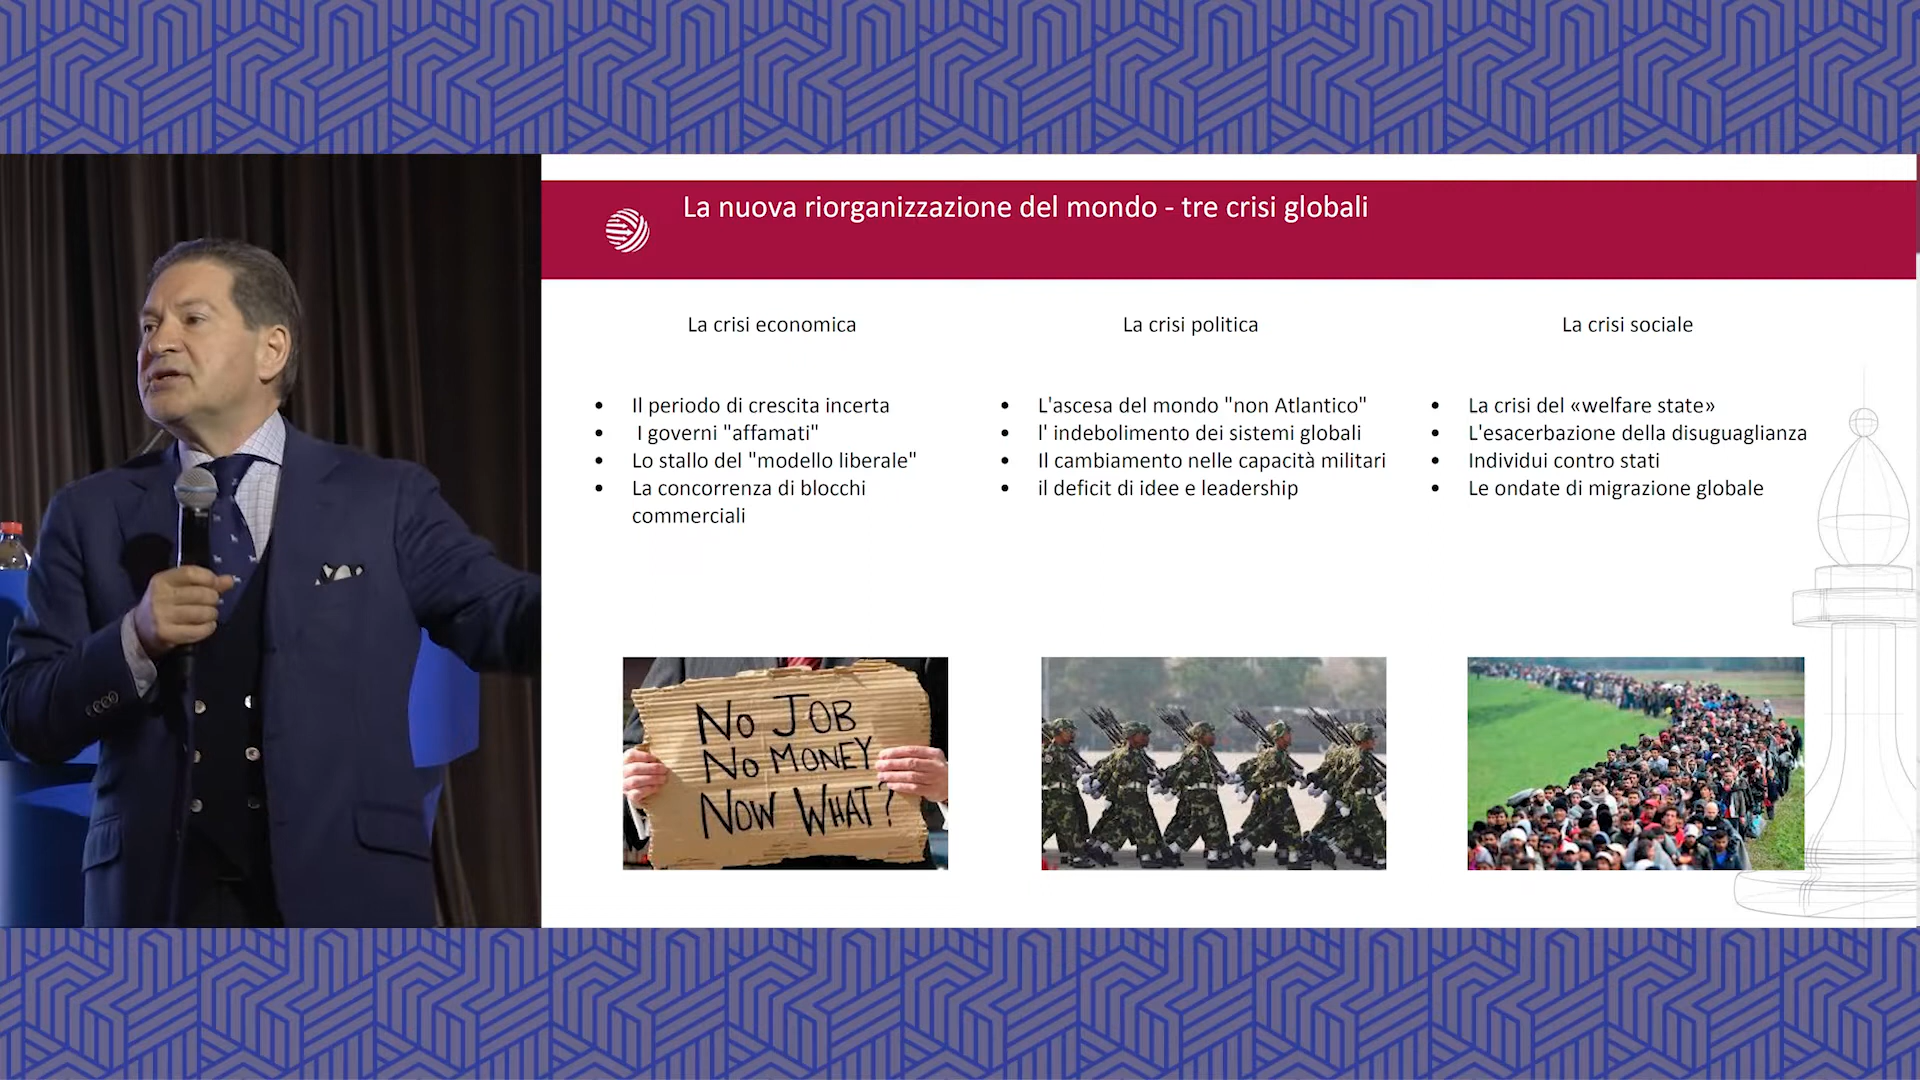 La nuova riorganizzazione del mondo - tre crisi globali
La crisi economica
Il periodo di crescita incerta
I governi "affamati"
Lo stallo del "modello liberale"
La concorrenza di blocchi
commerciali
La crisi politica
L'ascesa del mondo "non Atlantico"
l' indebolimento dei sistemi globali
Il cambiamento nelle capacità militari
il deficit di idee e leadership
La crisi sociale
La crisi del «welfare state»
L'esacerbazione della disuguaglianza
Individui contro stati
Le ondate di migrazione globale
NO JOB
NO MONEY
NOW WHAT?